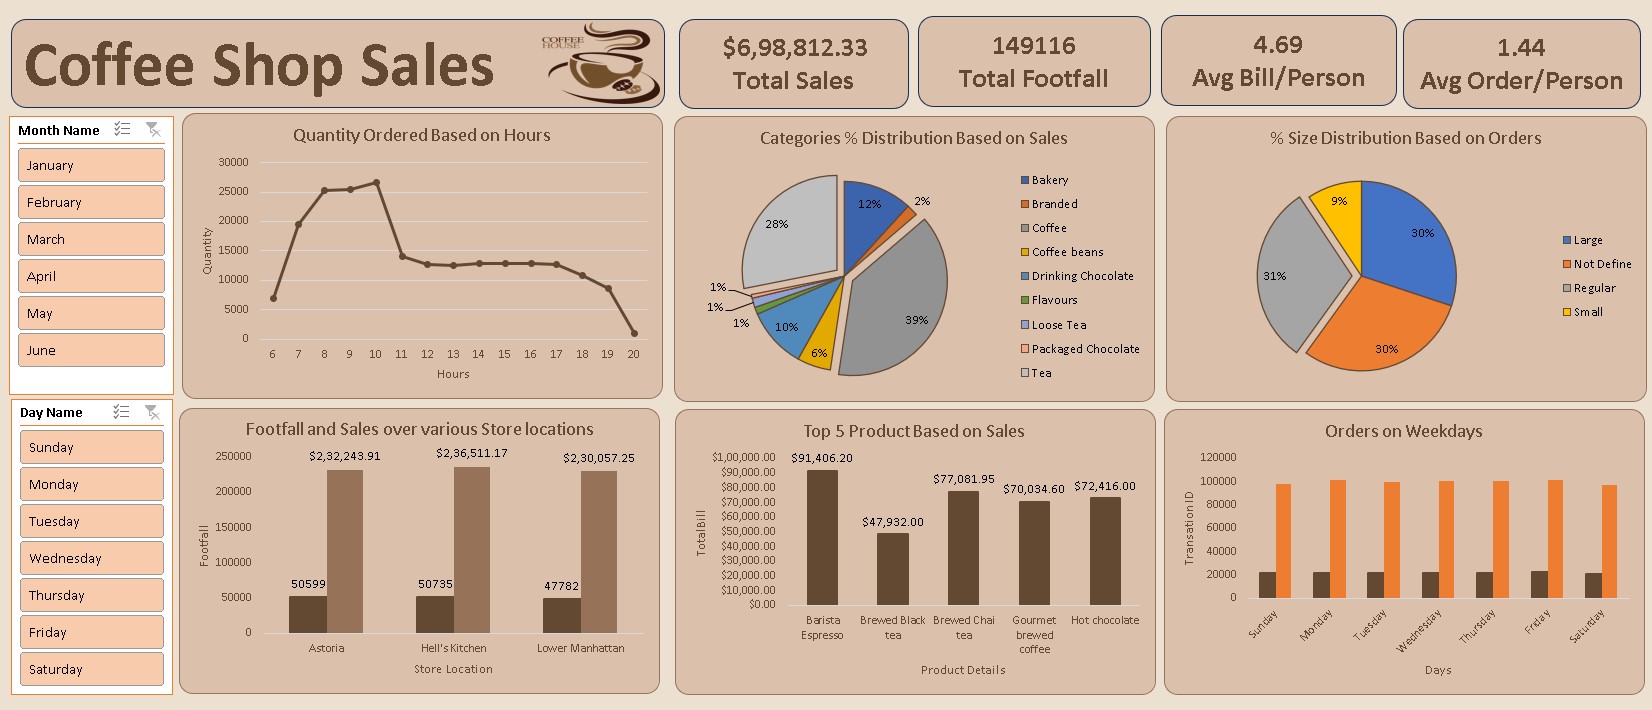 Coffee Shop Sales
COFFEE
HOUSE
$6,98,812.33
Total Sales
149116
Total Footfall
4.69
Avg Bill/Person
1.44
Avg Order/Person
Month Name
January
February
March
April
May
June
Quantity Ordered Based on Hours
30000
25000
20000
15000
10000
5000
0
Quantity
6 7 8 9 10 11 12 13 14 15 16 17 18 19 20
Hours
Categories % Distribution Based on Sales
12%
2%
39%
6%
10%
1%
1%
1%
28%
Bakery
Branded
Coffee
Coffee beans
Drinking Chocolate
Flavours
Loose Tea
Packaged Chocolate
Tea
% Size Distribution Based on Orders
30%
30%
31%
9%
Large
Not Define
Regular
Small
Day Name
Sunday
Monday
Tuesday
Wednesday
Thursday
Friday
Saturday
Footfall and Sales over various Store locations
250000
200000
150000
100000
50000
0
Footfall
$2,32,243.91
$2,36,511.17
$2,30,057.25
50599
50735
47782
Astoria
Hell's Kitchen
Lower Manhattan
Store Location
Top 5 Product Based on Sales
$1,00,000.00
$90,000.00
$80,000.00
$70,000.00
$60,000.00
$50,000.00
$40,000.00
$30,000.00
$20,000.00
$10,000.00
$0.00
TotalBill
$91,406.20
$47,932.00
$77,081.95
$70,034.60
$72,416.00
Barista
Espresso
Brewed Black
tea
Brewed Chai
tea
Gourmet
brewed
coffee
Hot chocolate
Product Details
Orders on Weekdays
120000
100000
80000
60000
40000
20000
0
TransationID
Sunday
Monday
Tuesday
Wednesday
Thursday
Friday
Saturday
Days